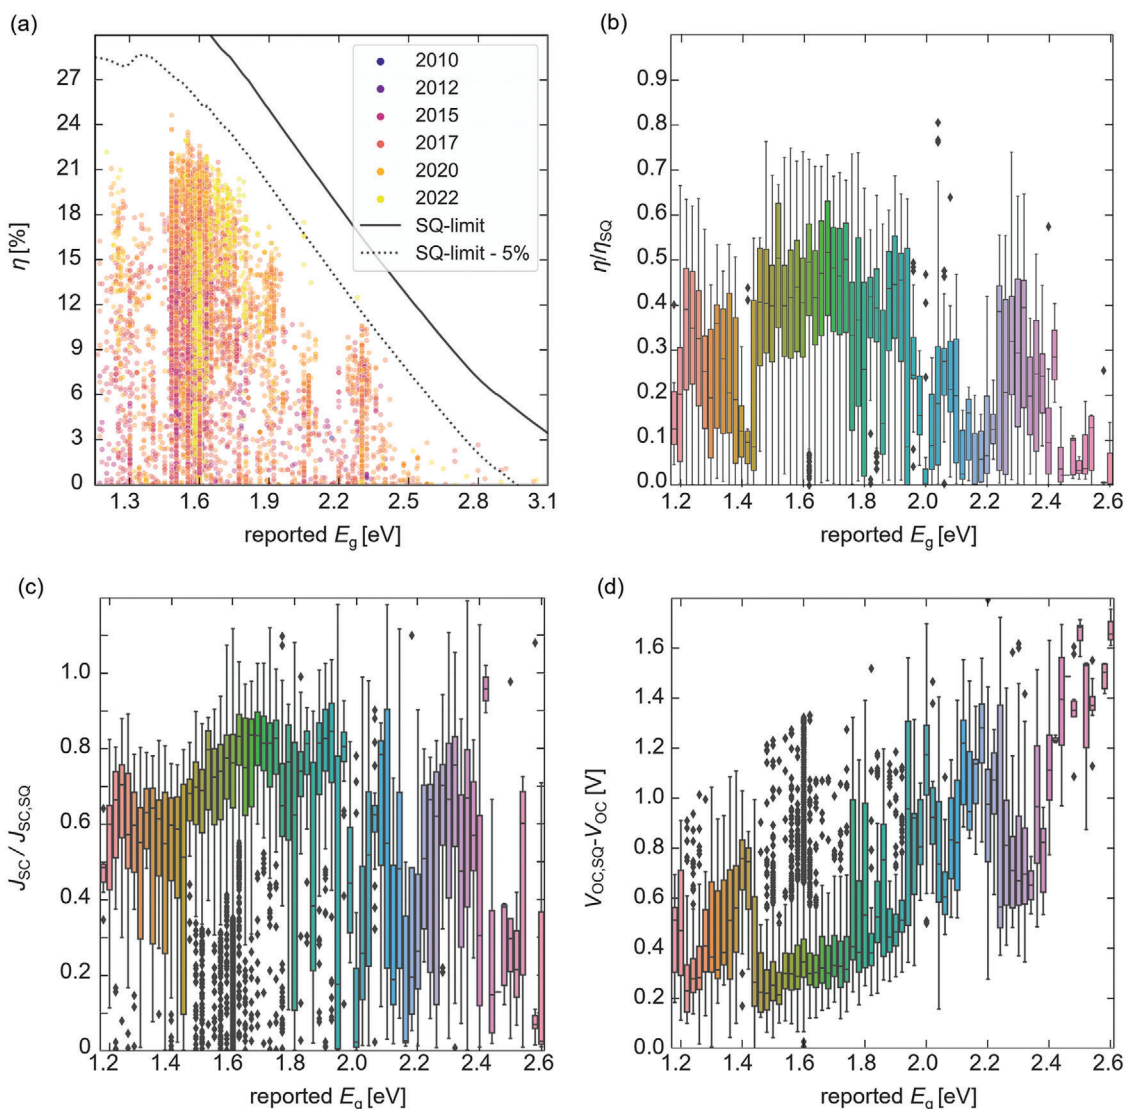 (a)
27
24
21
18
15
12
9
6
3
0
η [%]
1.3 1.6 1.9 2.2 2.5 2.8 3.1
reported Eg [eV]
2010
2012
2015
2017
2020
2022
SQ-limit
SQ-limit - 5%
(b)
0.9
0.8
0.7
0.6
0.5
0.4
0.3
0.2
0.1
0.0
η/ηSQ
1.2 1.4 1.6 1.8 2.0 2.2 2.4 2.6
reported Eg [eV]
(c)
1.0
0.8
0.6
0.4
0.2
0
JSC / JSC,SQ
1.2 1.4 1.6 1.8 2.0 2.2 2.4 2.6
reported Eg [eV]
(d)
1.6
1.4
1.2
1.0
0.8
0.6
0.4
0.2
0.0
VOC,SQ-VOC [V]
1.2 1.4 1.6 1.8 2.0 2.2 2.4 2.6
reported Eg [eV]